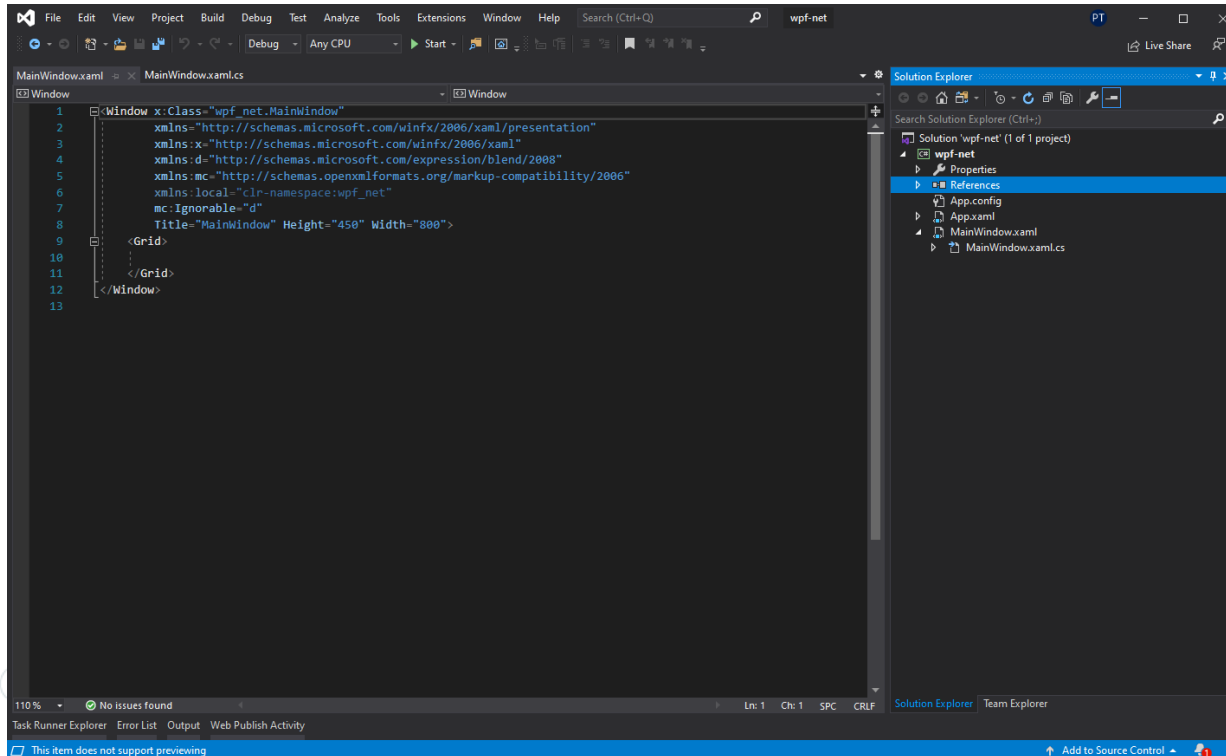 File Edit View Project Build Debug Test Analyze Tools Extensions Window Help Search (Ctrl+Q) wpf-net PT
Debug Any CPU Start Live Share
MainWindow.xaml MainWindow.xaml.cs
Window Window
1 <Window x:Class="wpf_net.MainWindow"
2 xmlns="http://schemas.microsoft.com/winfx/2006/xaml/presentation"
3 xmlns:x="http://schemas.microsoft.com/winfx/2006/xaml"
4 xmlns:d="http://schemas.microsoft.com/expression/blend/2008"
5 xmlns:mc="http://schemas.openxmlformats.org/markup-compatibility/2006"
6 xmlns:local="clr-namespace:wpf_net"
7 mc:Ignorable="d"
8 Title="MainWindow" Height="450" Width="800">
9 <Grid>
10
11 </Grid>
12 </Window>
13
110 % No issues found Ln: 1 Ch: 1 SPC CRLF
Solution Explorer
Search Solution Explorer (Ctrl+;)
Solution 'wpf-net' (1 of 1 project)
C# wpf-net
Properties
References
App.config
App.xaml
MainWindow.xaml
MainWindow.xaml.cs
Solution Explorer Team Explorer
Task Runner Explorer Error List Output Web Publish Activity
This item does not support previewing Add to Source Control 1